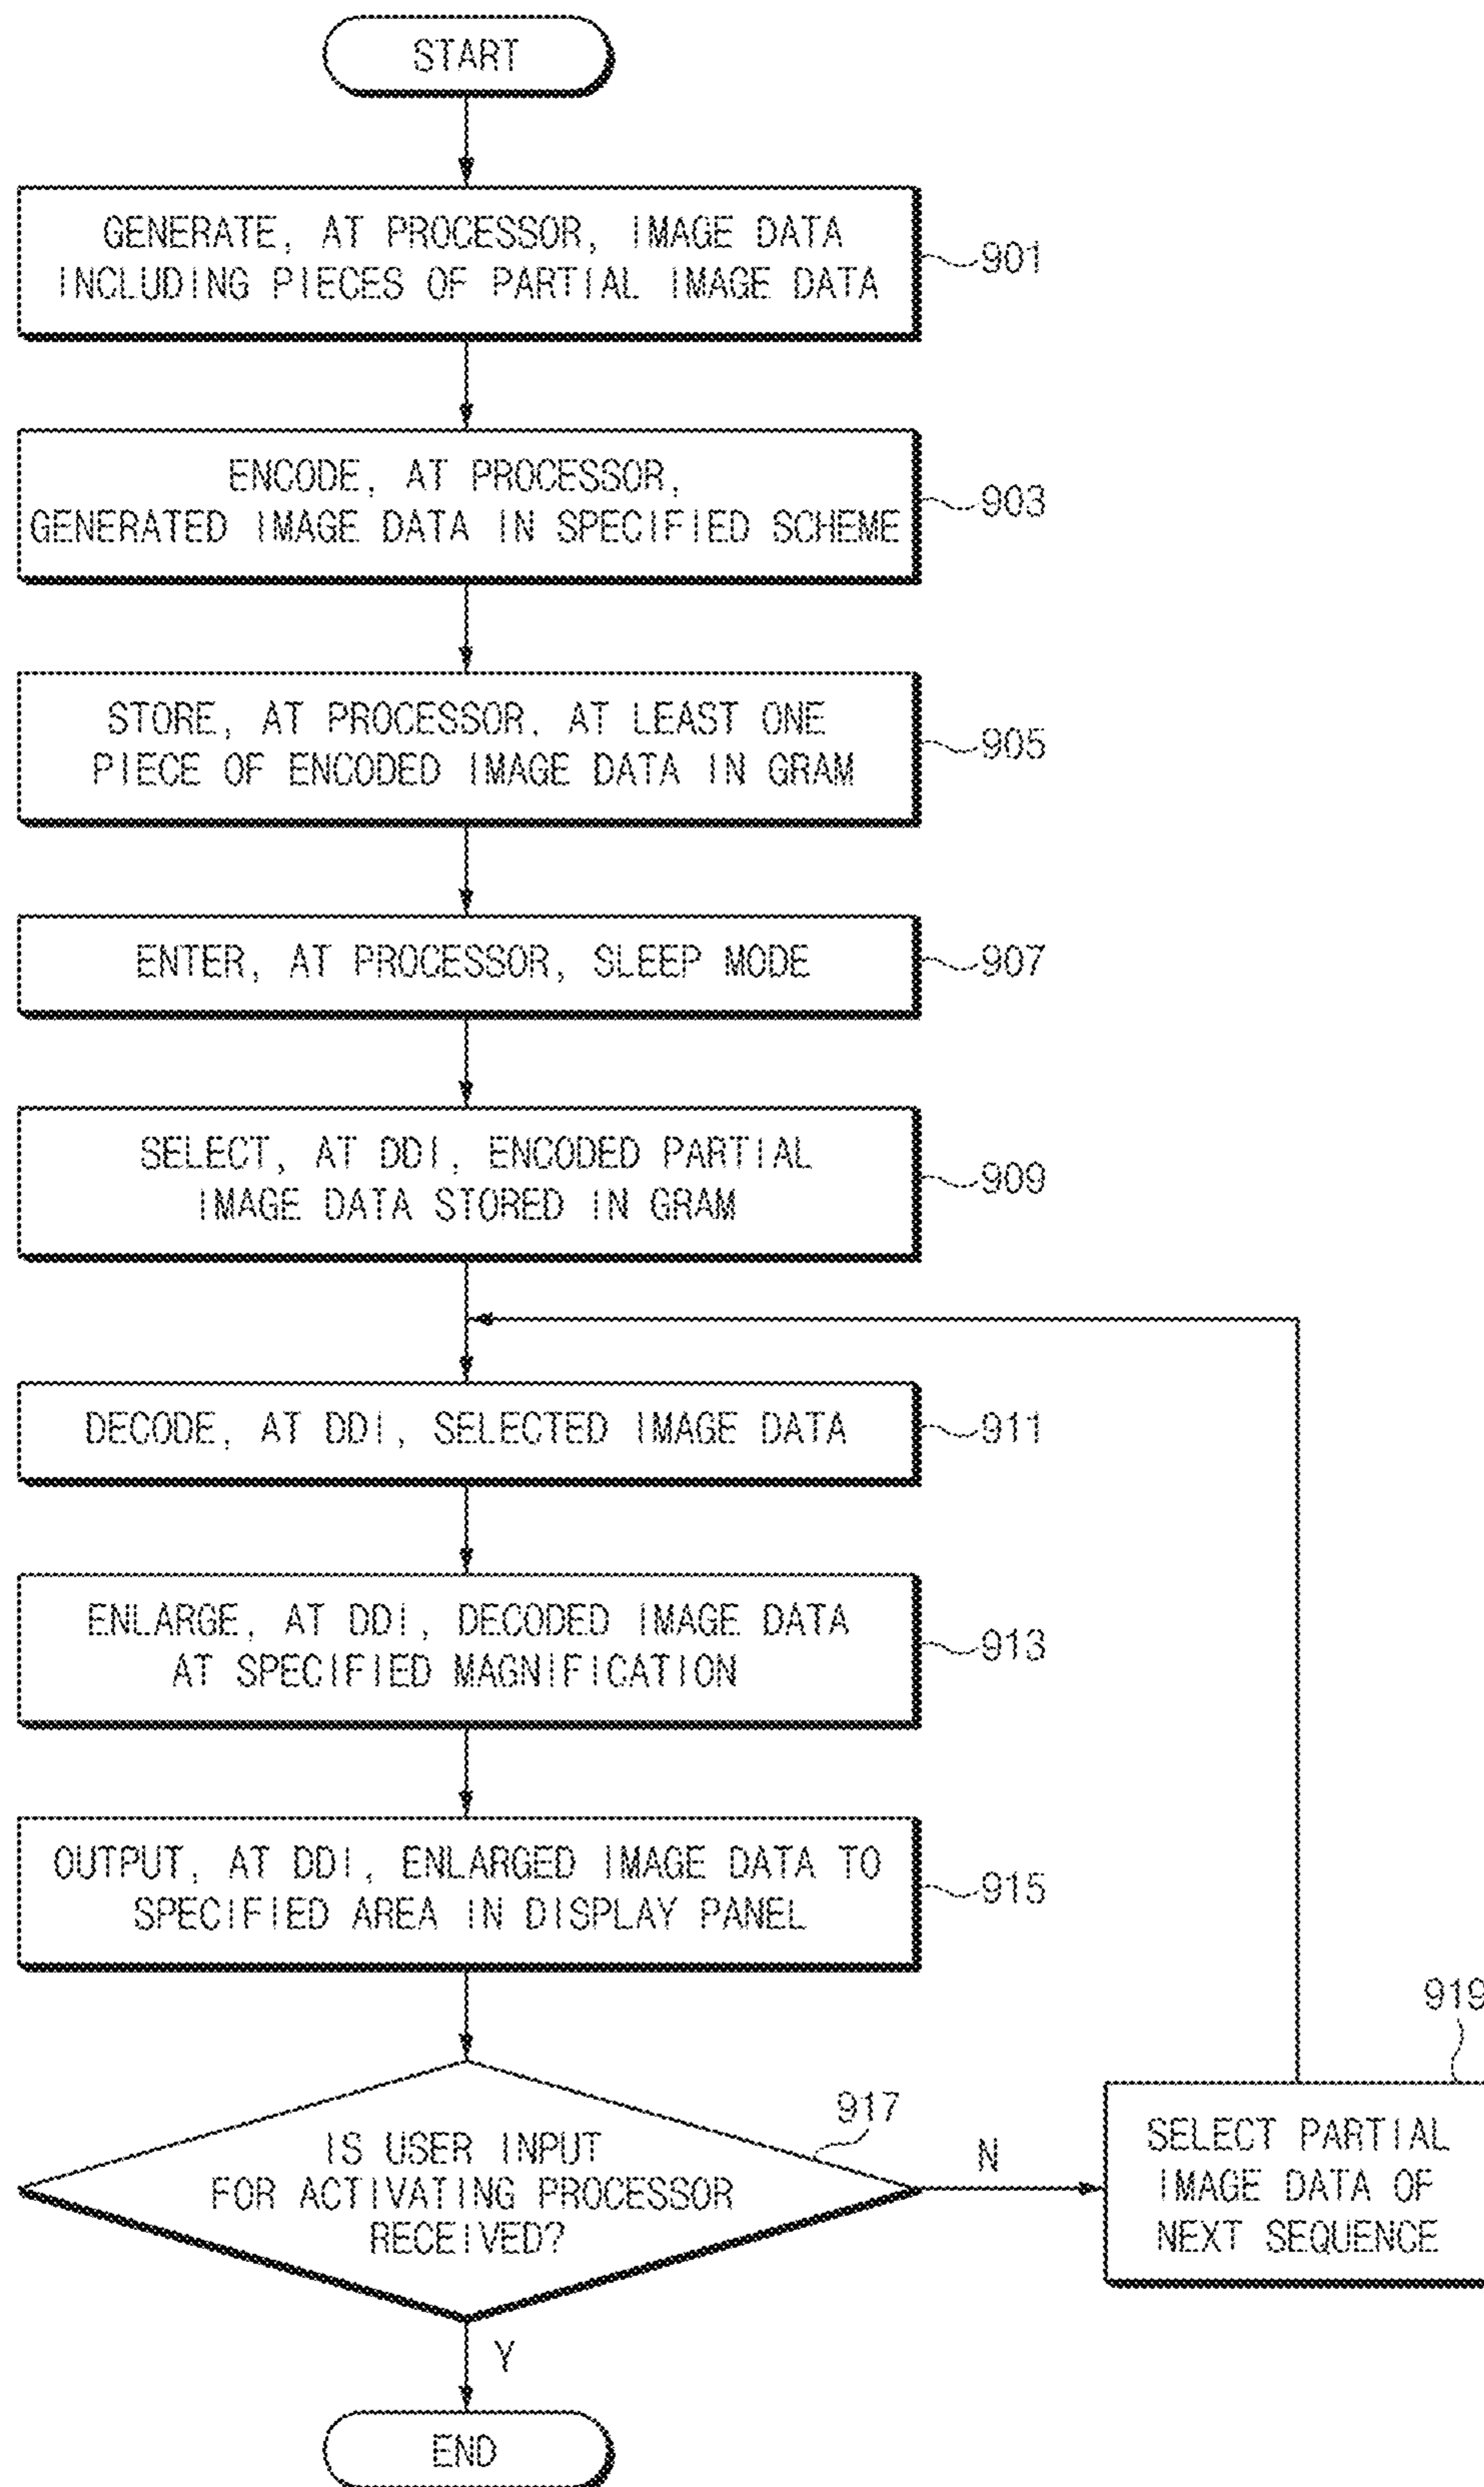 START
GENERATE, AT PROCESSOR, IMAGE DATA
INCLUDING PIECES OF PARTIAL IMAGE DATA
901
ENCODE, AT PROCESSOR,
GENERATED IMAGE DATA IN SPECIFIED SCHEME
903
STORE, AT PROCESSOR, AT LEAST ONE
PIECE OF ENCODED IMAGE DATA IN GRAM
905
ENTER, AT PROCESSOR, SLEEP MODE
907
SELECT, AT DDI, ENCODED PARTIAL
IMAGE DATA STORED IN GRAM
909
DECODE, AT DDI, SELECTED IMAGE DATA
911
ENLARGE, AT DDI, DECODED IMAGE DATA
AT SPECIFIED MAGNIFICATION
913
OUTPUT, AT DDI, ENLARGED IMAGE DATA TO
SPECIFIED AREA IN DISPLAY PANEL
915
IS USER INPUT
FOR ACTIVATING PROCESSOR
RECEIVED?
917
N
919
SELECT PARTIAL
IMAGE DATA OF
NEXT SEQUENCE
Y
END